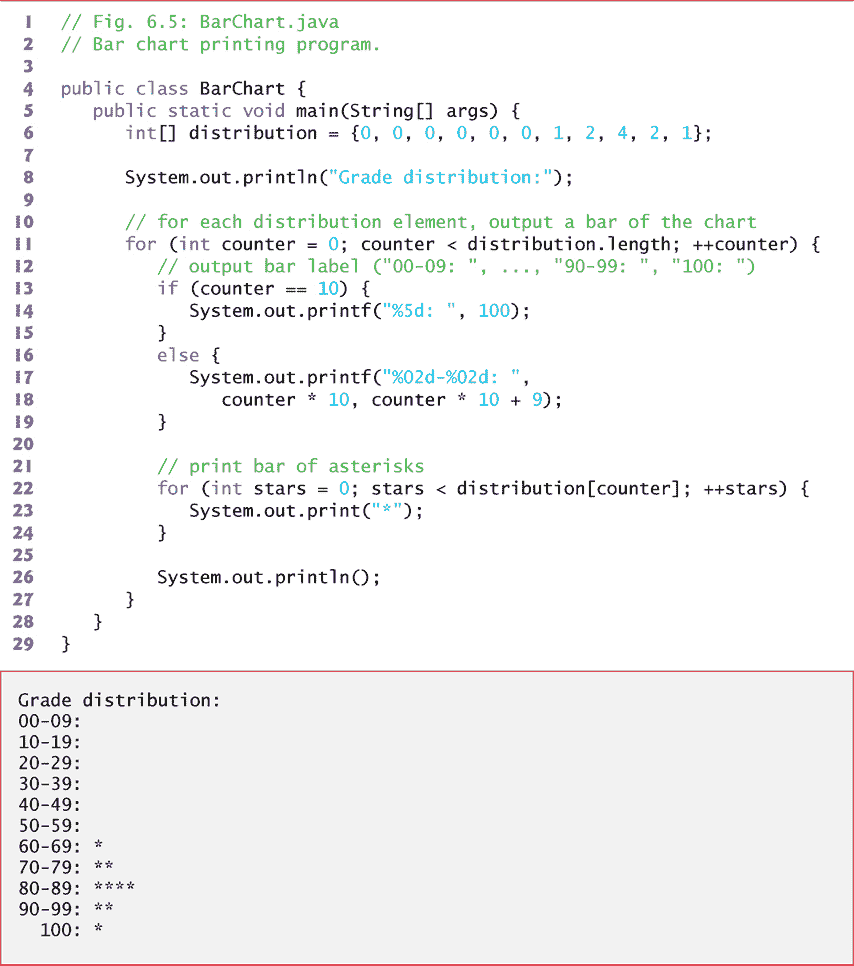 1 // Fig. 6.5: BarChart.java
2 // Bar chart printing program.
3
4 public class BarChart {
5    public static void main(String[] args) {
6       int[] distribution = {0, 0, 0, 0, 0, 0, 1, 2, 4, 2, 1};
7
8       System.out.println("Grade distribution:");
9
10       // for each distribution element, output a bar of the chart
11       for (int counter = 0; counter < distribution.length; ++counter) {
12          // output bar label ("00-09: ", ..., "90-99: ", "100: ")
13          if (counter == 10) {
14             System.out.printf("%5d: ", 100);
15          }
16          else {
17             System.out.printf("%02d-%02d: ",
18                counter * 10, counter * 10 + 9);
19          }
20
21          // print bar of asterisks
22          for (int stars = 0; stars < distribution[counter]; ++stars) {
23             System.out.print("*");
24          }
25
26          System.out.println();
27       }
28    }
29 }
Grade distribution:
00-09:
10-19:
20-29:
30-39:
40-49:
50-59:
60-69: *
70-79: **
80-89: ****
90-99: **
  100: *